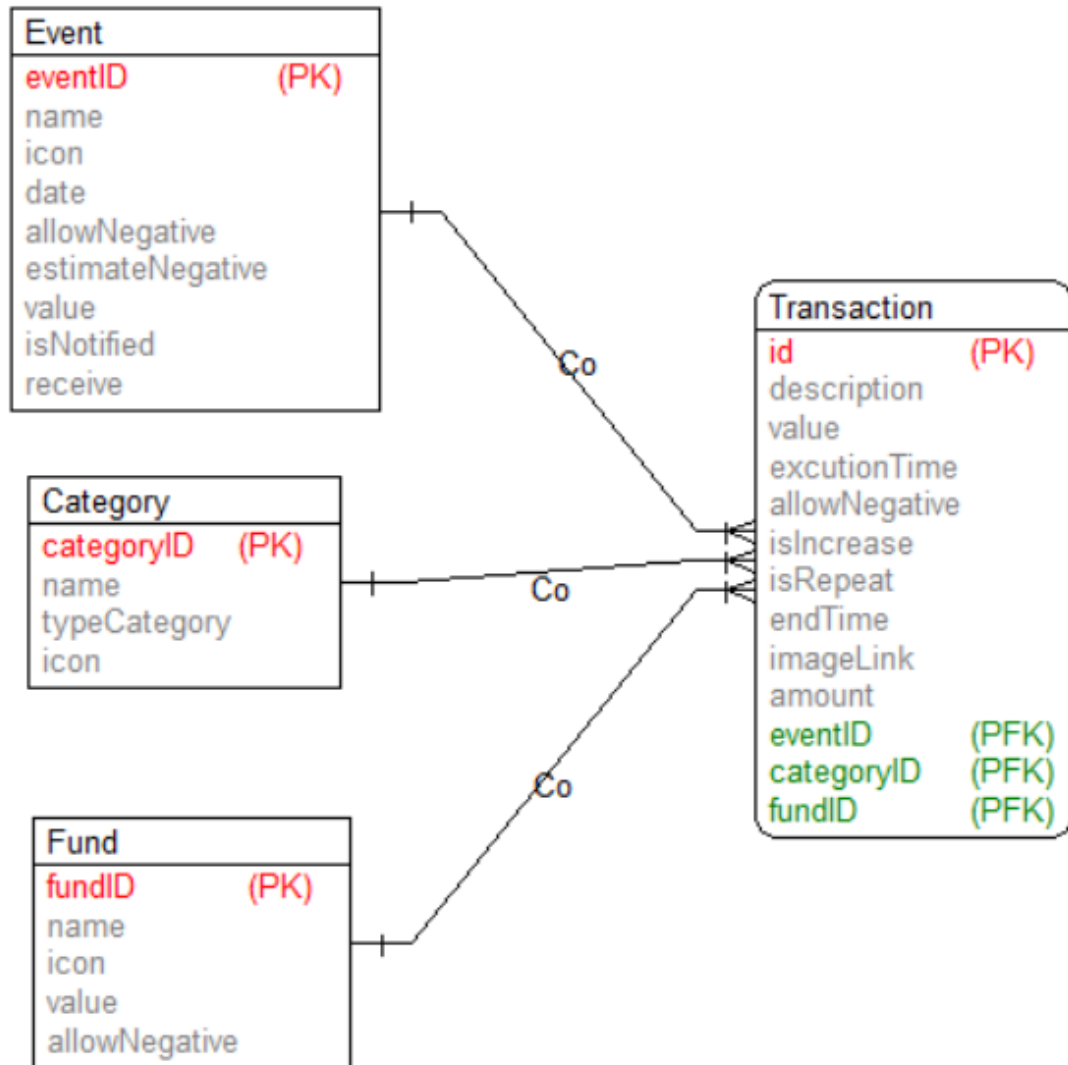 Event
eventID (PK)
name
icon
date
allowNegative
estimateNegative
value
isNotified
receive
Co
Category
categoryID (PK)
name
typeCategory
icon
Co
Fund
fundID (PK)
name
icon
value
allowNegative
Co
Transaction
id (PK)
description
value
excutionTime
allowNegative
isIncrease
isRepeat
endTime
imageLink
amount
eventID (PFK)
categoryID (PFK)
fundID (PFK)